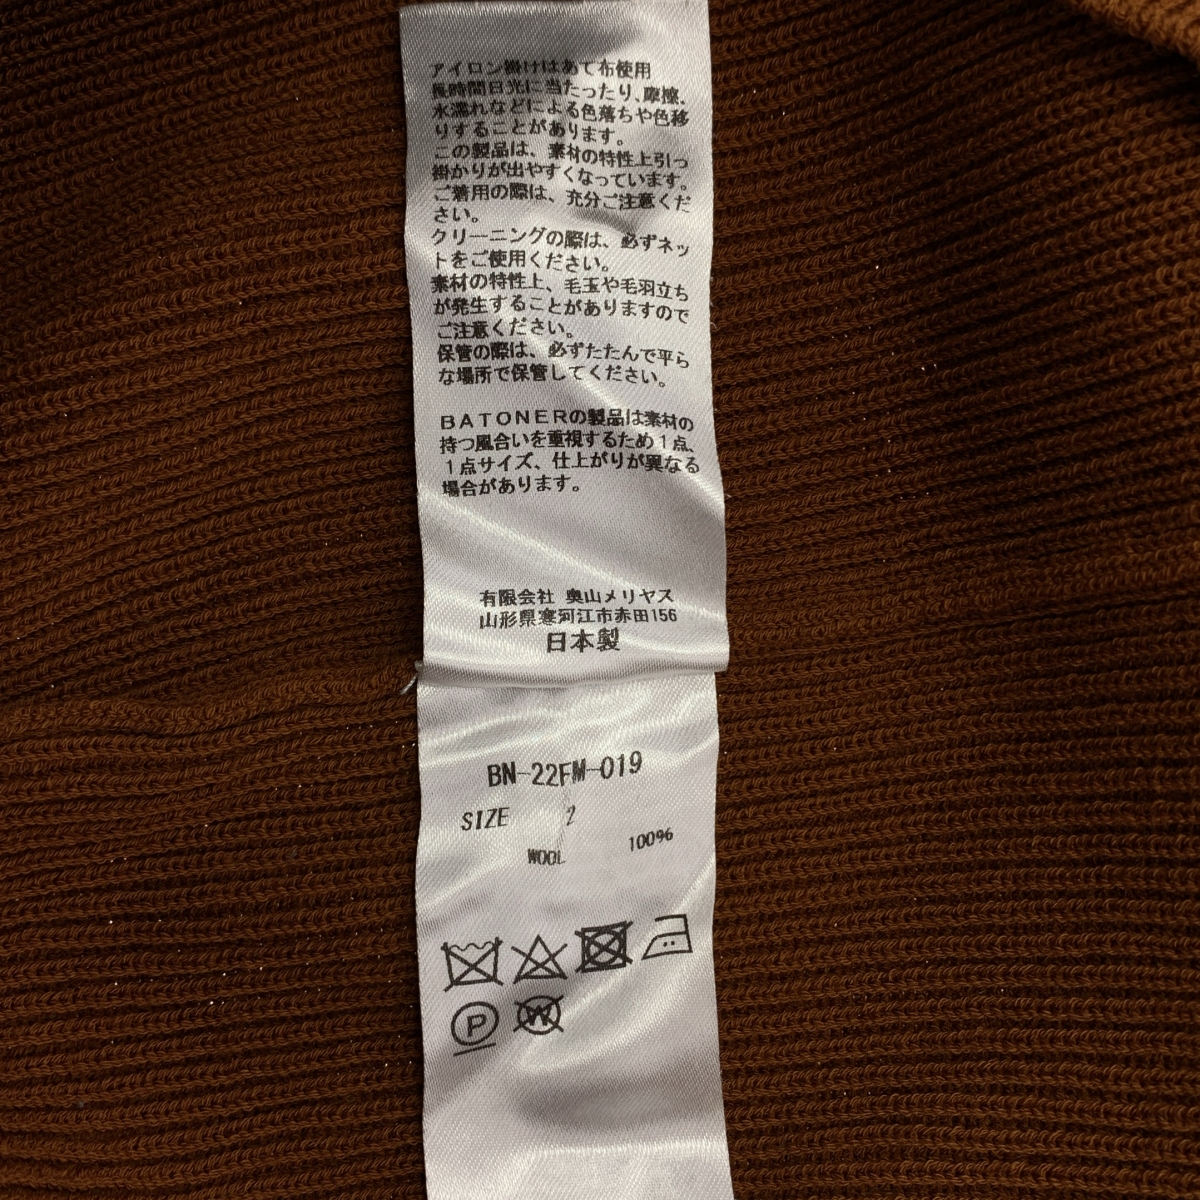 アイロン掛けはあて布使用
長時間日光に当たったり、摩擦、
水濡れなどによる色落ちや色移
りすることがあります。
この製品は、素材の特性上引っ
掛かりが出やすくなっています。
ご着用の際は、充分ご注意くだ
さい。
クリーニングの際は、必ずネッ
トをご使用ください。
素材の特性上、毛玉や毛羽立ち
が発生することがありますので
ご注意ください。
保管の際は、必ずたたんで平ら
な場所で保管してください。
BATONERの製品は素材の
持つ風合いを重視するため1点、
1点サイズ、仕上がりが異なる
場合があります。
有限会社 奥山メリヤス
山形県寒河江市赤田156
日本製
BN-22FM-019
SIZE 2
WOOL 100%
P W